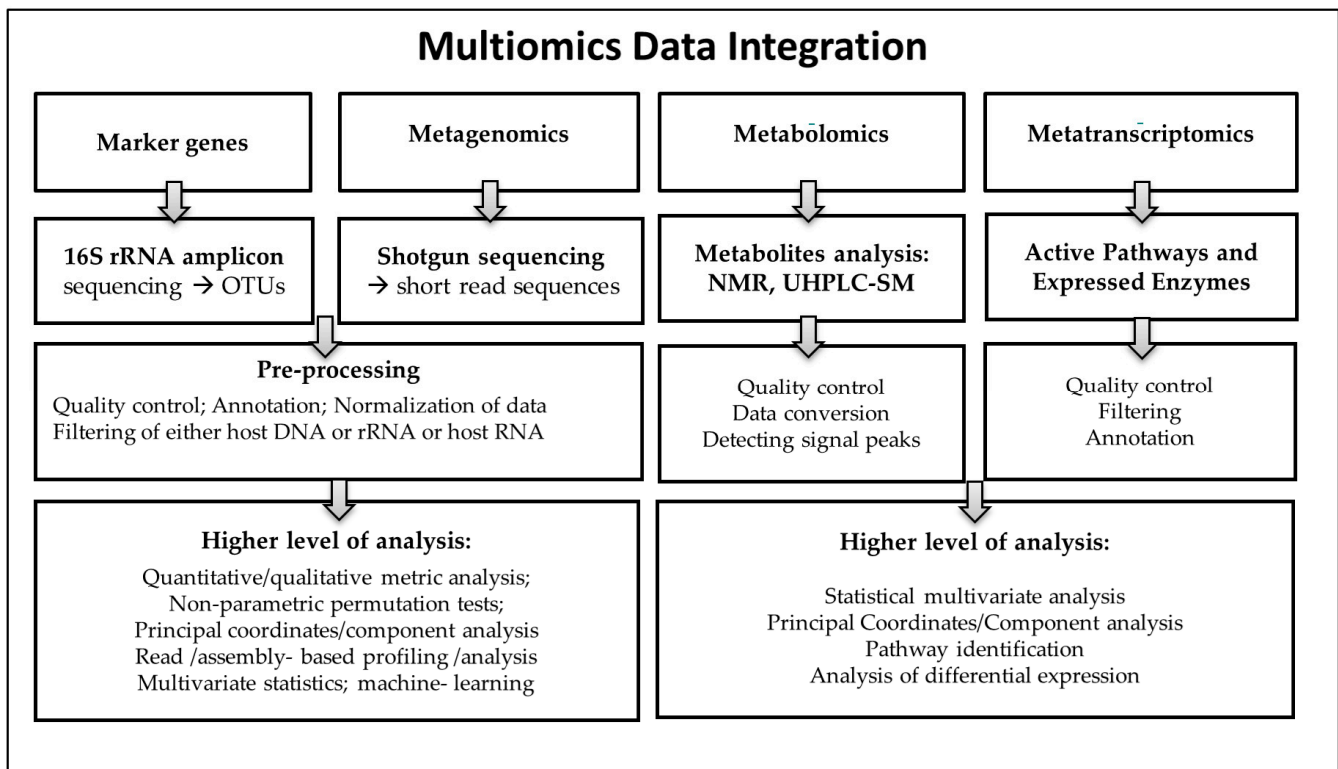 Multiomics Data Integration
Marker genes
Metagenomics
Metabolomics
Metatranscriptomics
16S rRNA amplicon
sequencing → OTUs
Shotgun sequencing
→ short read sequences
Metabolites analysis:
NMR, UHPLC-SM
Active Pathways and
Expressed Enzymes
Pre-processing
Quality control; Annotation; Normalization of data
Filtering of either host DNA or rRNA or host RNA
Quality control
Data conversion
Detecting signal peaks
Quality control
Filtering
Annotation
Higher level of analysis:
Quantitative/qualitative metric analysis;
Non-parametric permutation tests;
Principal coordinates/component analysis
Read /assembly- based profiling /analysis
Multivariate statistics; machine- learning
Higher level of analysis:
Statistical multivariate analysis
Principal Coordinates/Component analysis
Pathway identification
Analysis of differential expression